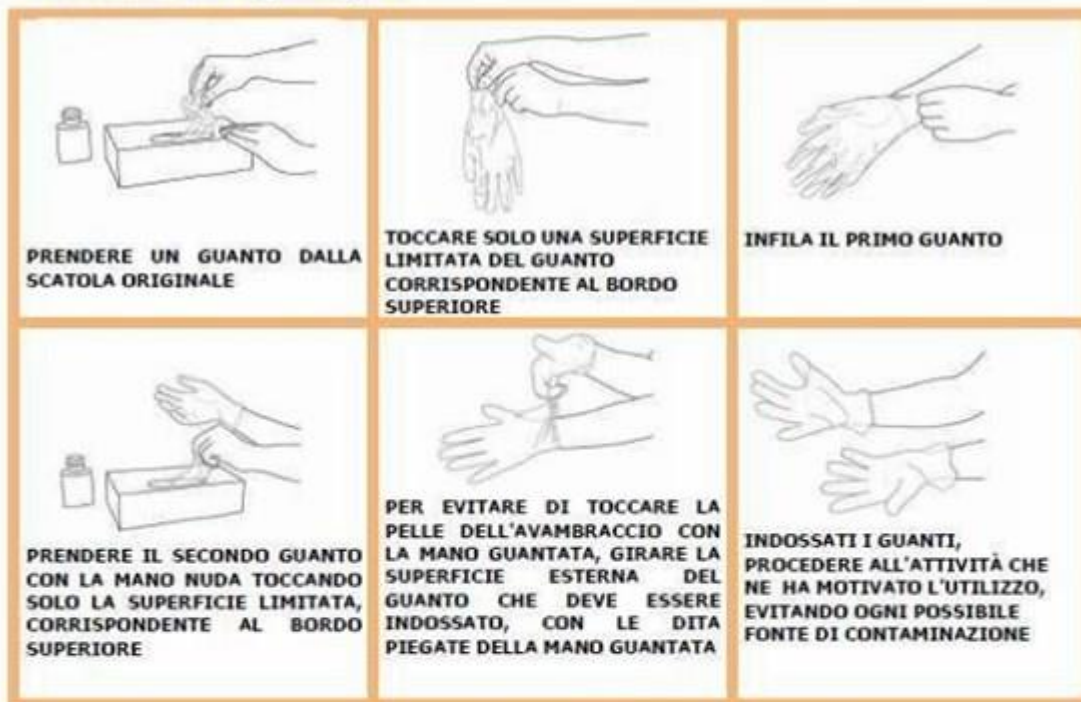 PRENDERE UN GUANTO DALLA
SCATOLA ORIGINALE
TOCCARE SOLO UNA SUPERFICIE
LIMITATA DEL GUANTO
CORRISPONDENTE AL BORDO
SUPERIORE
INFILA IL PRIMO GUANTO
PRENDERE IL SECONDO GUANTO
CON LA MANO NUDA TOCCANDO
SOLO LA SUPERFICIE LIMITATA,
CORRISPONDENTE AL BORDO
SUPERIORE
PER EVITARE DI TOCCARE LA
PELLE DELL'AVAMBRACCIO CON
LA MANO GUANTATA, GIRARE LA
SUPERFICIE ESTERNA DEL
GUANTO CHE DEVE ESSERE
INDOSSATO, CON LE DITA
PIEGATE DELLA MANO GUANTATA
INDOSSATI I GUANTI,
PROCEDERE ALL'ATTIVITÀ CHE
NE HA MOTIVATO L'UTILIZZO,
EVITANDO OGNI POSSIBILE
FONTE DI CONTAMINAZIONE